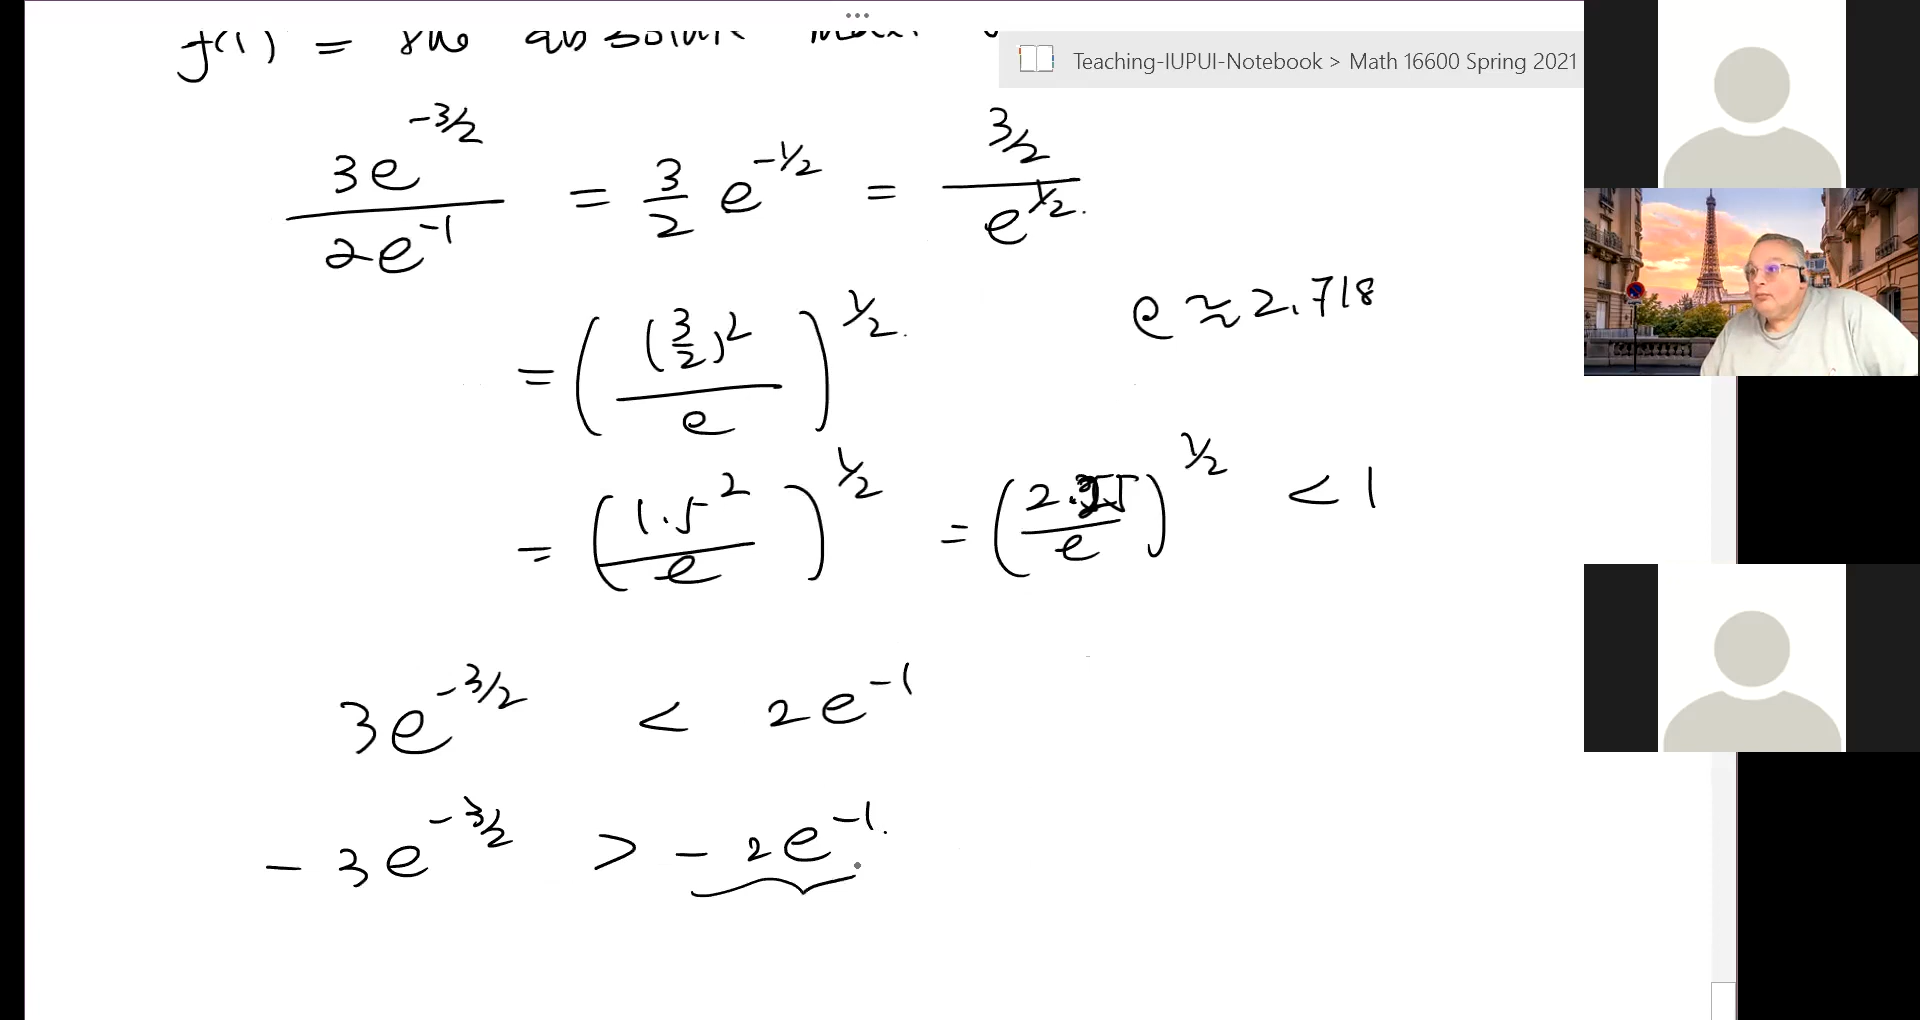 f(1) = the absolute
Teaching-IUPUI-Notebook > Math 16600 Spring 2021
3e^{-3/2} / 2e^{-1} = 3/2 e^{-1/2} = 3/2 / e^{1/2}.
= ((3/2)^2 / e)^{1/2}.
e ≈ 2.718
= (1.5^2 / e)^{1/2} = (2. / e)^{1/2} < 1
3e^{-3/2} < 2e^{-1}
- 3e^{-3/2} > - 2e^{-1}.